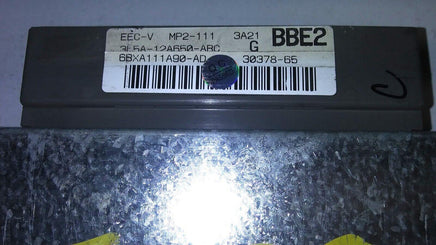 EEC-V MP2-111 3A21 BBE2
3L5A-12A650-ABC G
6BXA111A90-AD 30378-65
C